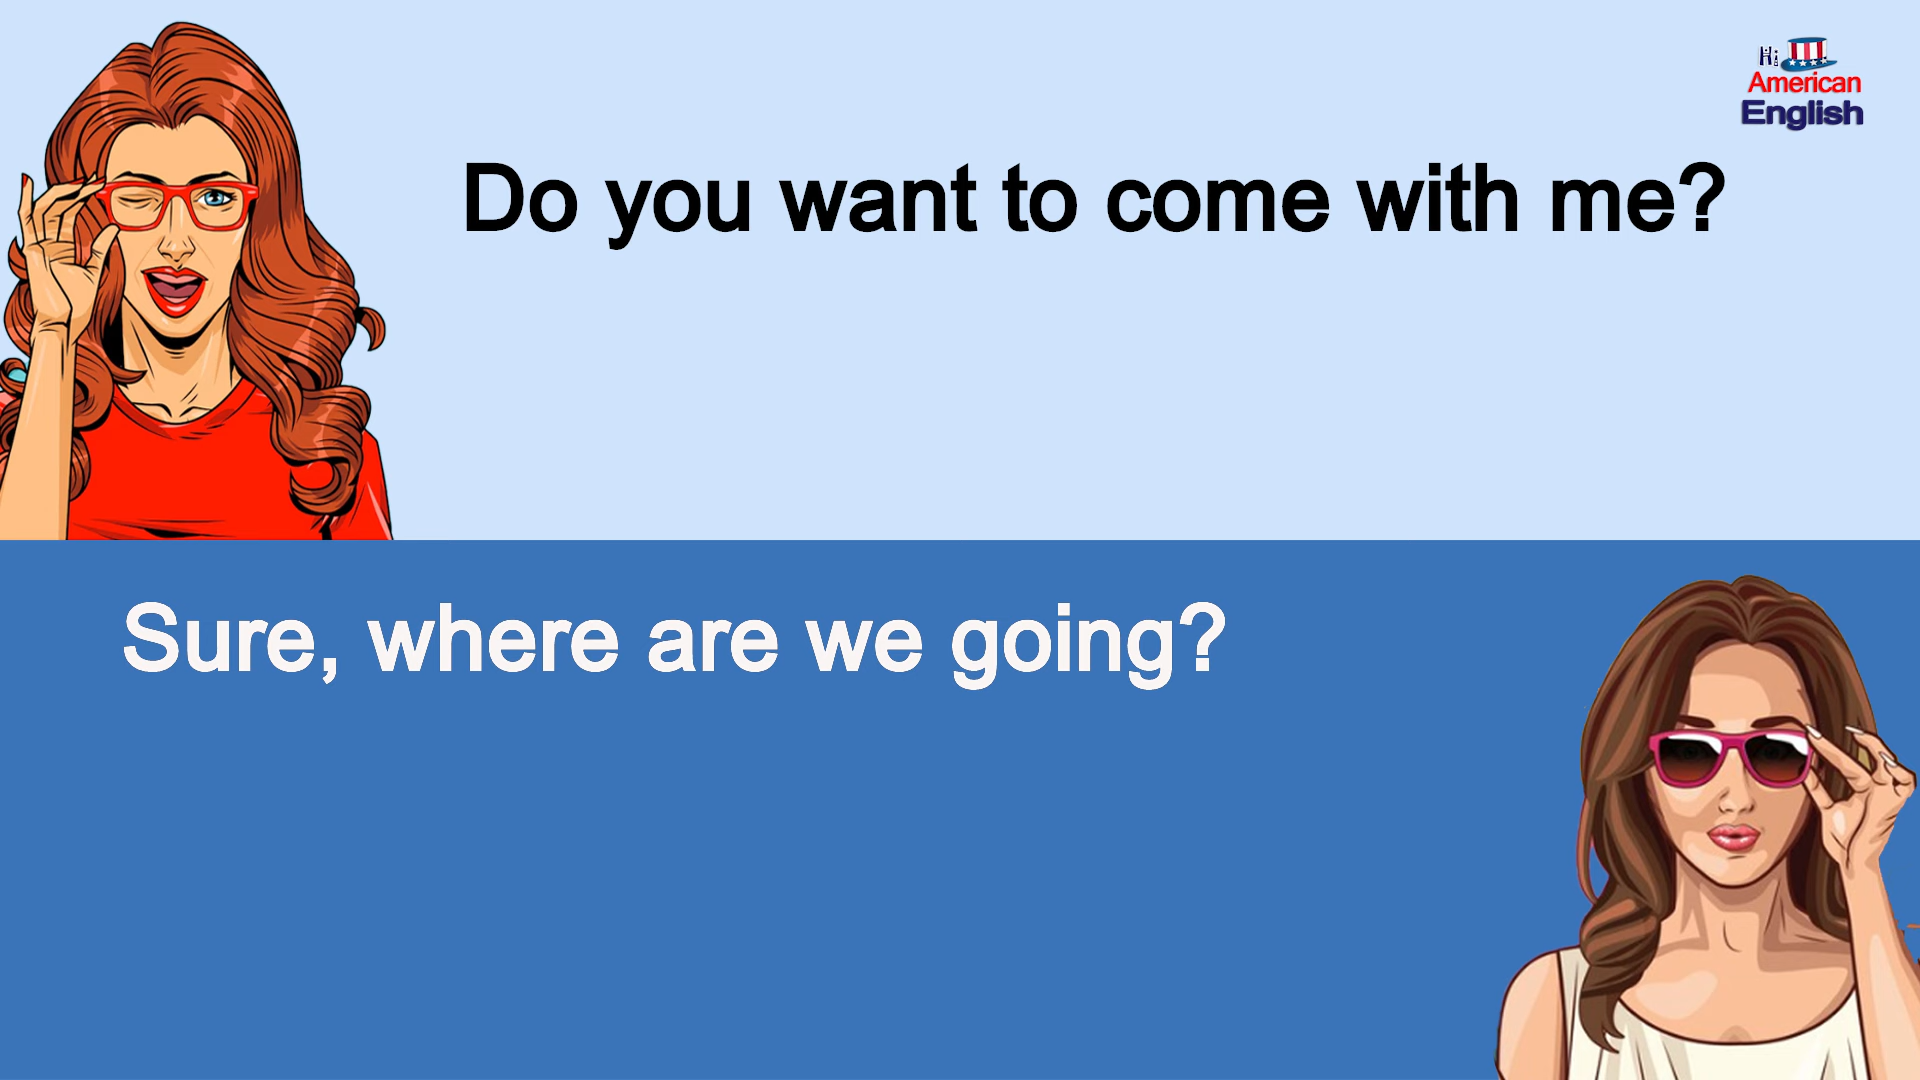 Hi
American
English
Do you want to come with me?
Sure, where are we going?